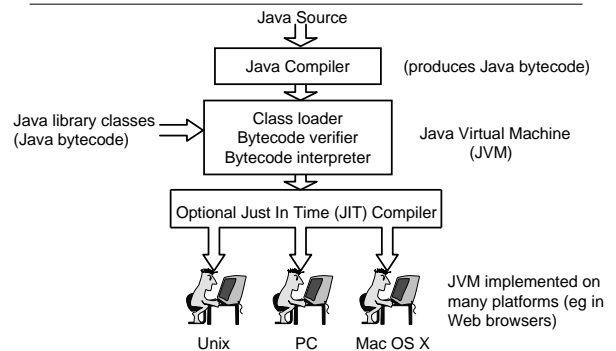 Java Source
Java Compiler
(produces Java bytecode)
Java library classes
(Java bytecode)
Class loader
Bytecode verifier
Bytecode interpreter
Java Virtual Machine
(JVM)
Optional Just In Time (JIT) Compiler
JVM implemented on
many platforms (eg in
Web browsers)
Unix
PC
Mac OS X